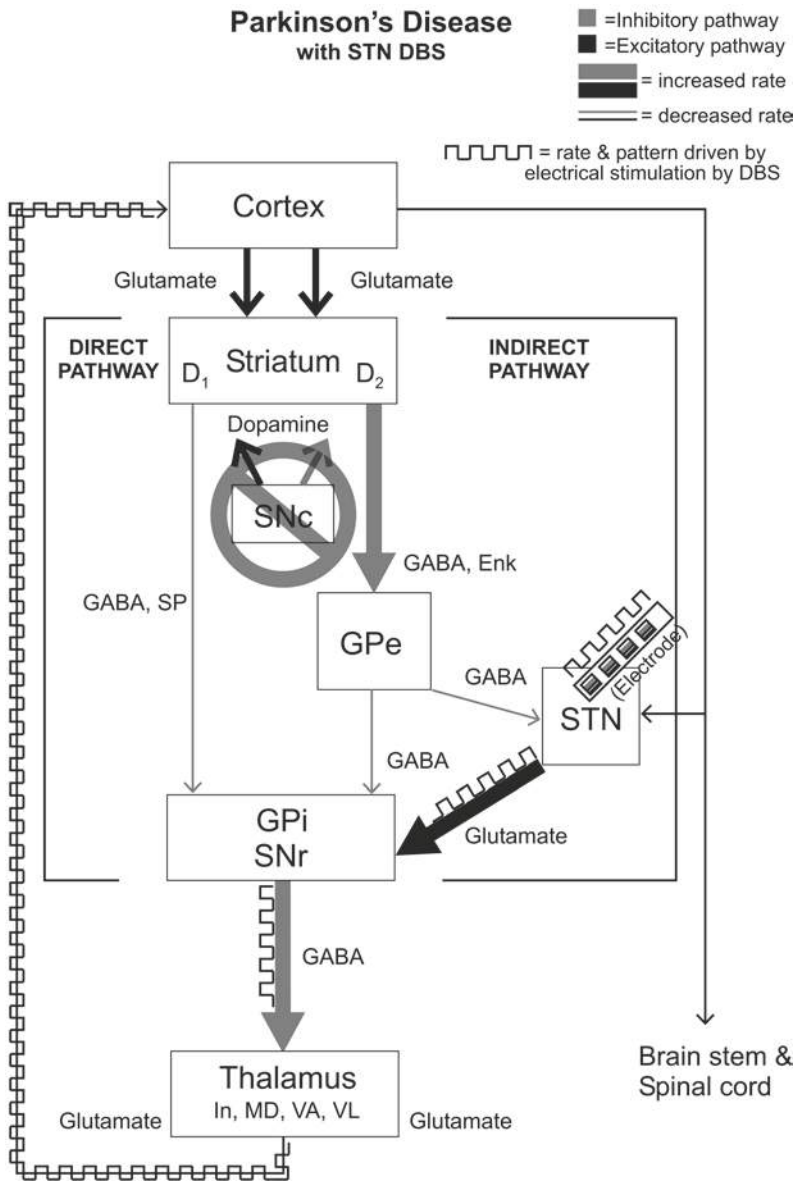 Parkinson's Disease
with STN DBS
=Inhibitory pathway
=Excitatory pathway
= increased rate
= decreased rate
= rate & pattern driven by
electrical stimulation by DBS
Cortex
Glutamate
Glutamate
DIRECT
PATHWAY
Striatum
D1
D2
INDIRECT
PATHWAY
Dopamine
SNc
GABA, SP
GABA, Enk
GPe
GABA
(Electrode)
STN
GABA
GPi
SNr
Glutamate
GABA
Thalamus
In, MD, VA, VL
Glutamate
Glutamate
Brain stem &
Spinal cord